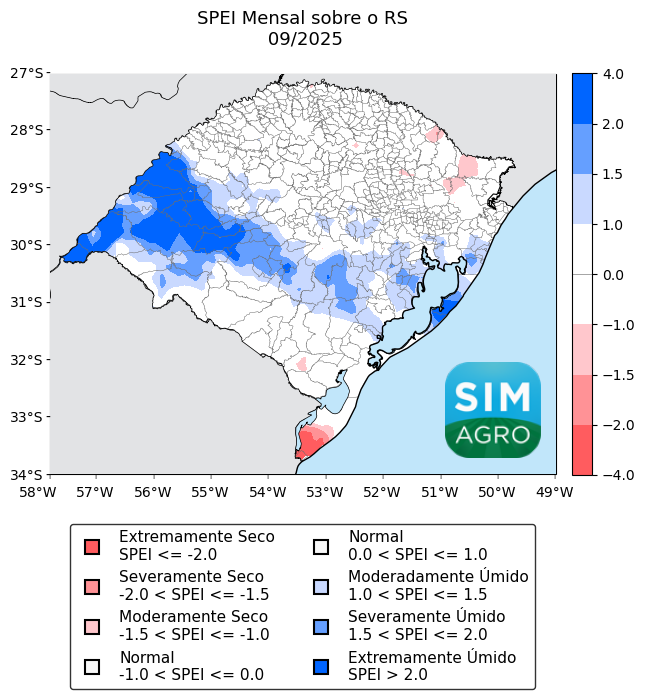 SPEI Mensal sobre o RS
09/2025
27°S
28°S
29°S
30°S
31°S
32°S
33°S
34°S
58°W 57°W 56°W 55°W 54°W 53°W 52°W 51°W 50°W 49°W
4.0
2.0
1.5
1.0
0.0
−1.0
−1.5
−2.0
−4.0
SIM
AGRO
Extremamente Seco
SPEI <= -2.0
Severamente Seco
-2.0 < SPEI <= -1.5
Moderamente Seco
-1.5 < SPEI <= -1.0
Normal
-1.0 < SPEI <= 0.0
Normal
0.0 < SPEI <= 1.0
Moderadamente Úmido
1.0 < SPEI <= 1.5
Severamente Úmido
1.5 < SPEI <= 2.0
Extremamente Úmido
SPEI > 2.0